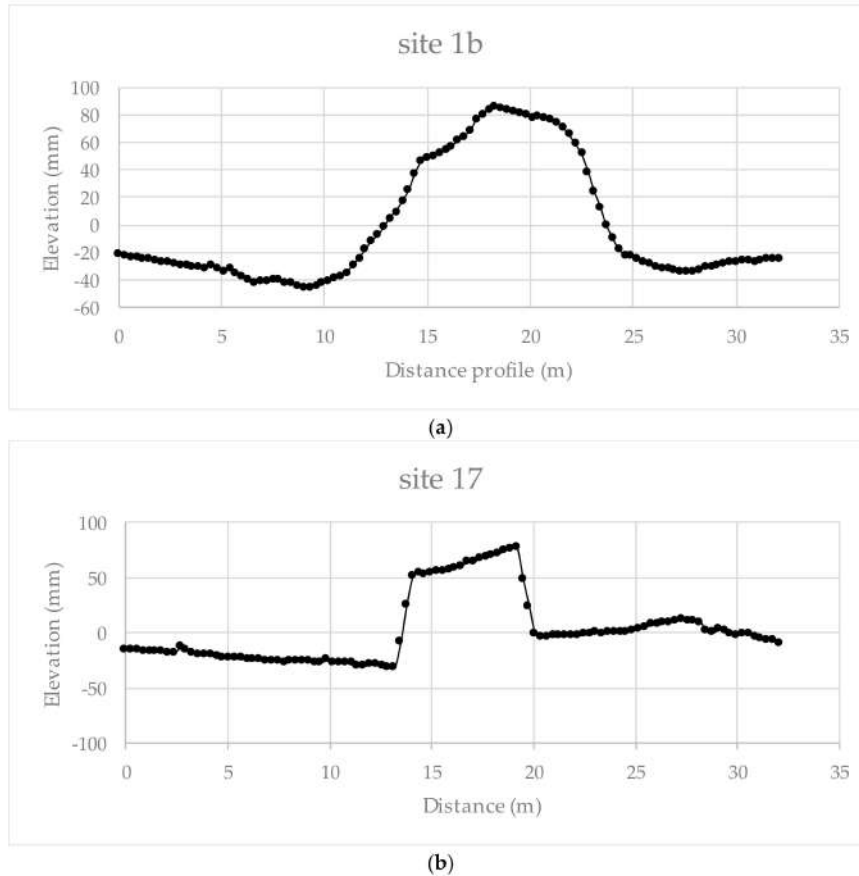 site 1b
100
80
60
40
20
0
-20
-40
-60
Elevation (mm)
0 5 10 15 20 25 30 35
Distance profile (m)
(a)
site 17
100
50
0
-50
-100
Elevation (mm)
0 5 10 15 20 25 30 35
Distance (m)
(b)